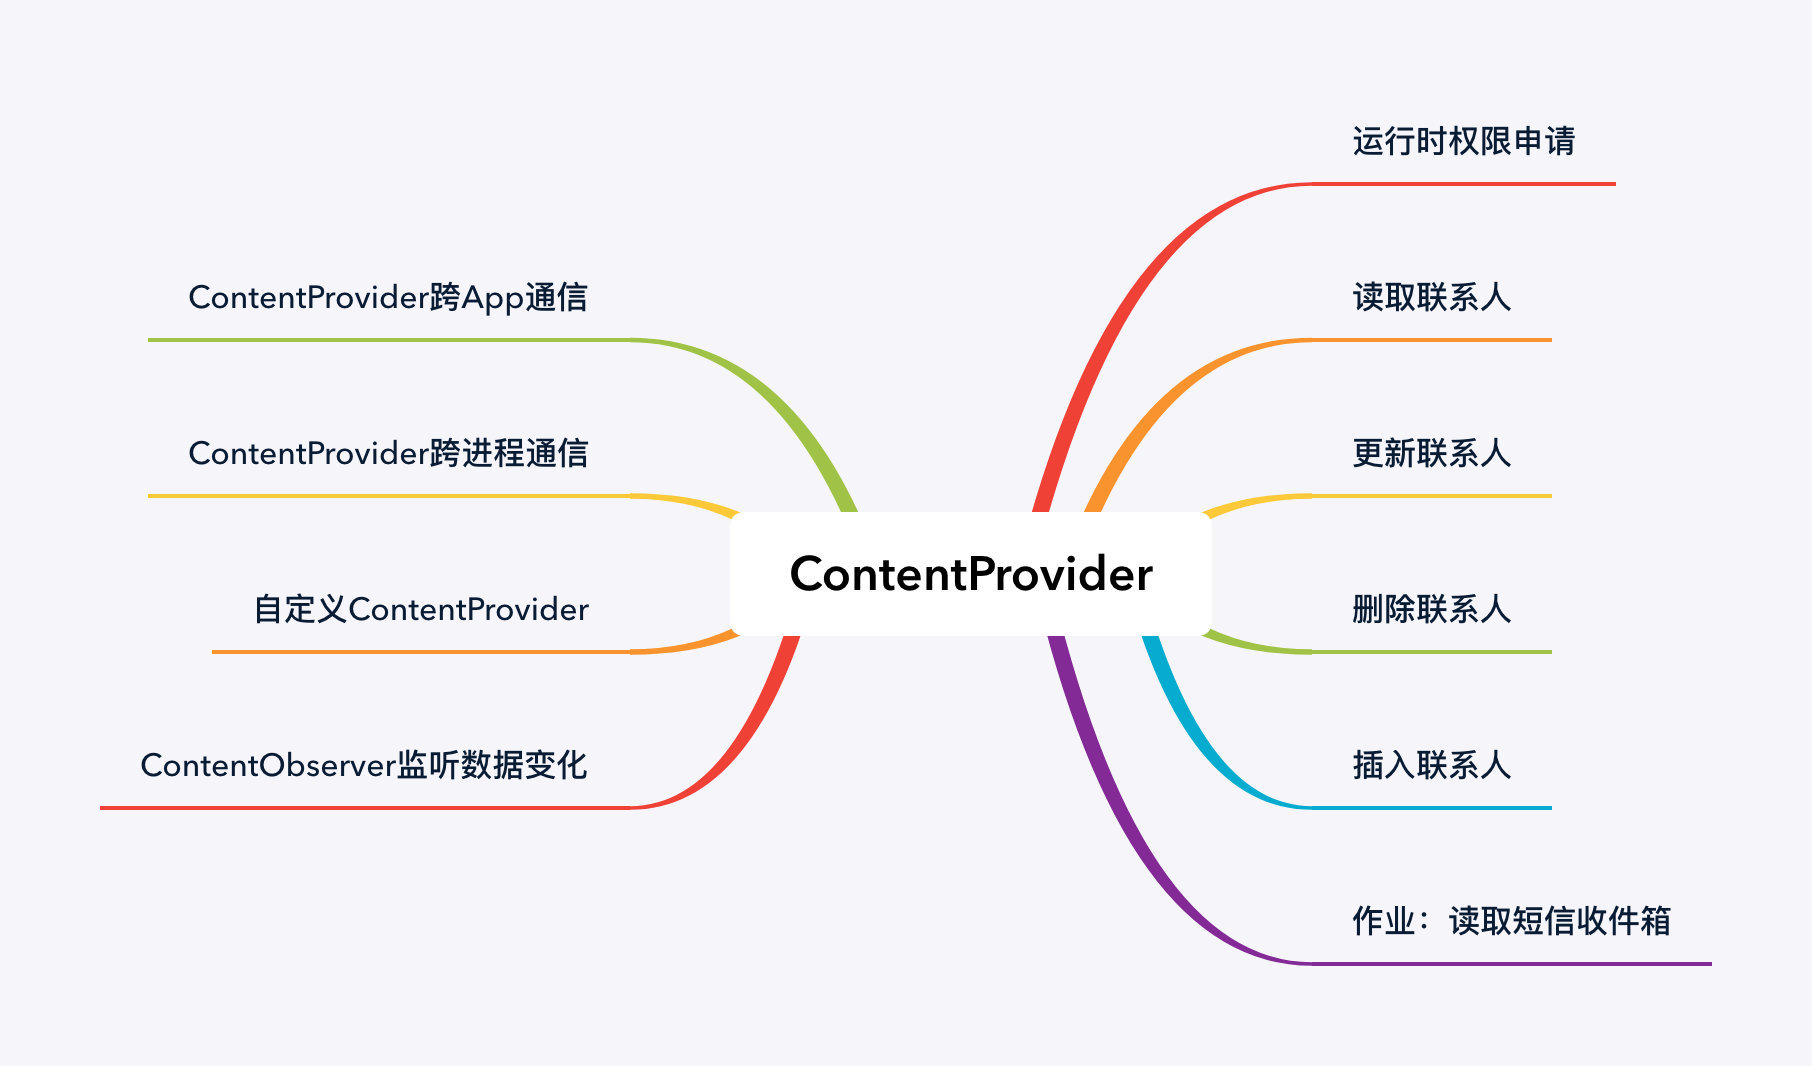 ContentProvider
运行时权限申请
读取联系人
更新联系人
删除联系人
插入联系人
作业：读取短信收件箱
ContentProvider跨App通信
ContentProvider跨进程通信
自定义ContentProvider
ContentObserver监听数据变化